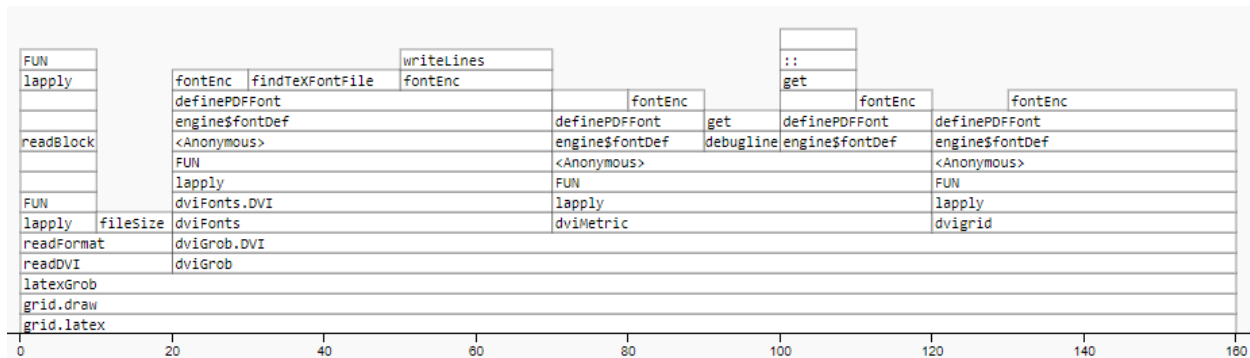 FUN writeLines ::
lapply fontEnc findTeXFontFile fontEnc get
definePDFFont fontEnc fontEnc fontEnc
engine$fontDef definePDFFont get definePDFFont definePDFFont
readBlock <Anonymous> engine$fontDef debugline engine$fontDef engine$fontDef
FUN <Anonymous> <Anonymous>
lapply FUN FUN
FUN dviFonts.DVI lapply lapply
lapply fileSize dviFonts dviMetric dvigrid
readFormat dviGrob.DVI
readDVI dviGrob
latexGrob
grid.draw
grid.latex
0 20 40 60 80 100 120 140 160